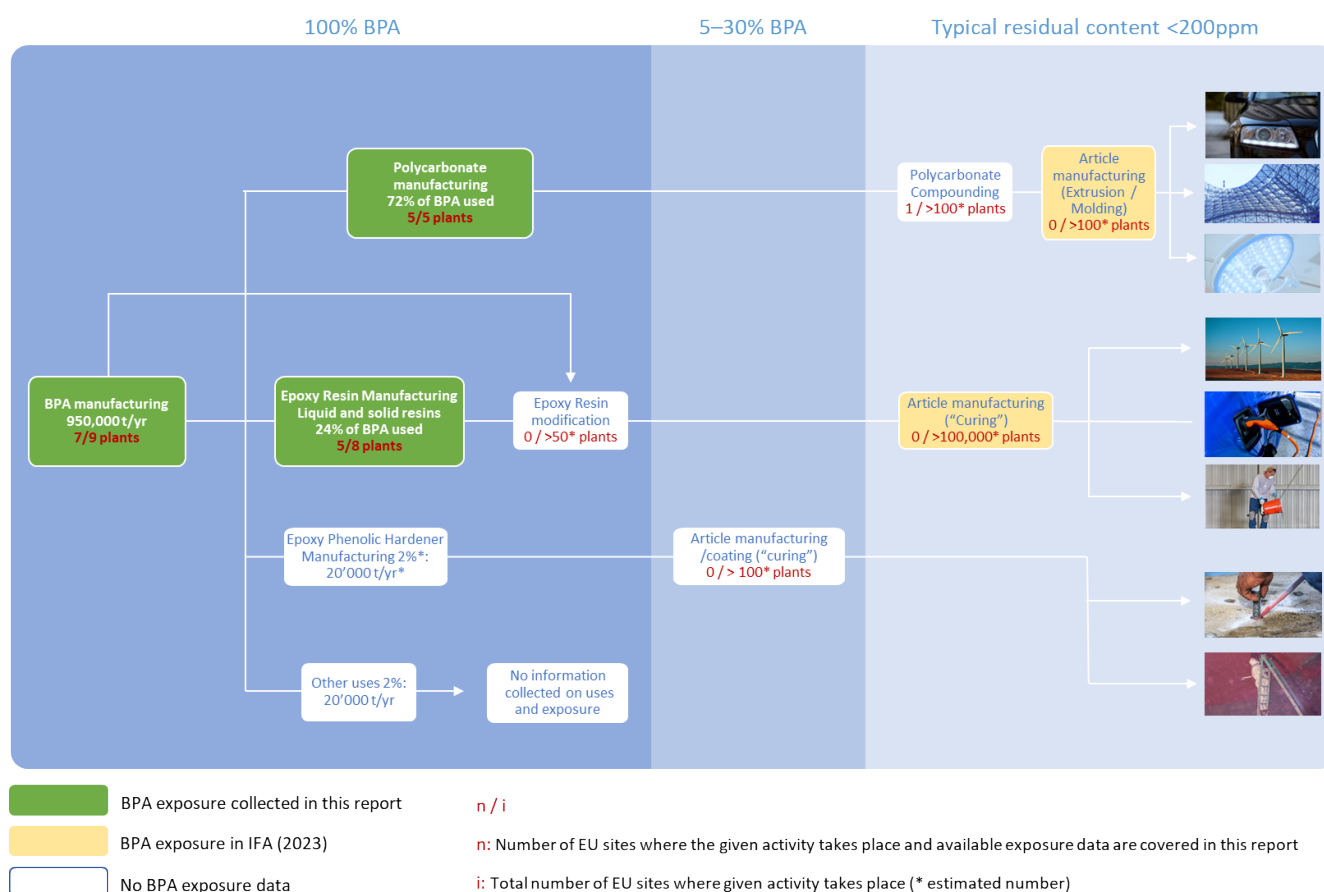 100% BPA
5–30% BPA
Typical residual content <200ppm
Polycarbonate
manufacturing
72% of BPA used
5/5 plants
Polycarbonate
Compounding
1 / >100* plants
Article
manufacturing
(Extrusion /
Molding)
0 / >100* plants
BPA manufacturing
950,000 t/yr
7/9 plants
Epoxy Resin Manufacturing
Liquid and solid resins
24% of BPA used
5/8 plants
Epoxy Resin
modification
0 / >50* plants
Article manufacturing
(“Curing”)
0 / >100,000* plants
Epoxy Phenolic Hardener
Manufacturing 2%*:
20’000 t/yr*
Article manufacturing
/coating (“curing”)
0 / > 100* plants
Other uses 2%:
20’000 t/yr
No information
collected on uses
and exposure
BPA exposure collected in this report
BPA exposure in IFA (2023)
No BPA exposure data
n / i
n: Number of EU sites where the given activity takes place and available exposure data are covered in this report
i: Total number of EU sites where given activity takes place (* estimated number)